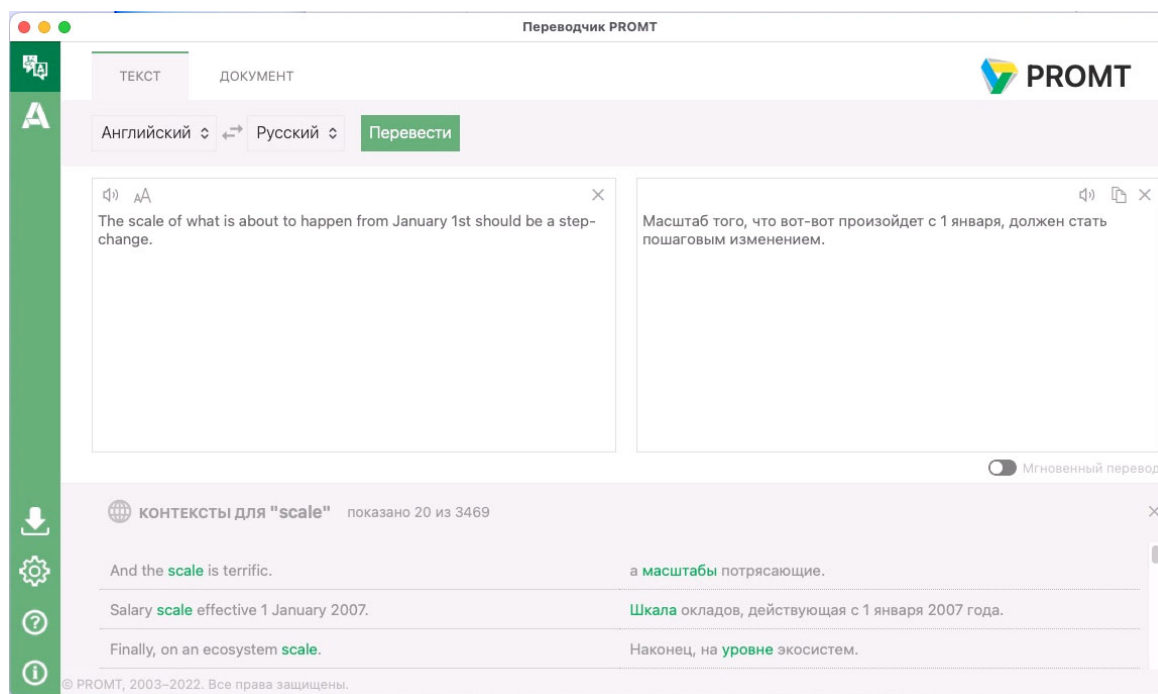 Переводчик PROMT
ТЕКСТ ДОКУМЕНТ
PROMT
Английский Русский Перевести
The scale of what is about to happen from January 1st should be a step-
change.
Масштаб того, что вот-вот произойдет с 1 января, должен стать
пошаговым изменением.
Мгновенный перевод
КОНТЕКСТЫ ДЛЯ "scale" показано 20 из 3469
And the scale is terrific. а масштабы потрясающие.
Salary scale effective 1 January 2007. Шкала окладов, действующая с 1 января 2007 года.
Finally, on an ecosystem scale. Наконец, на уровне экосистем.
© PROMT, 2003–2022. Все права защищены.